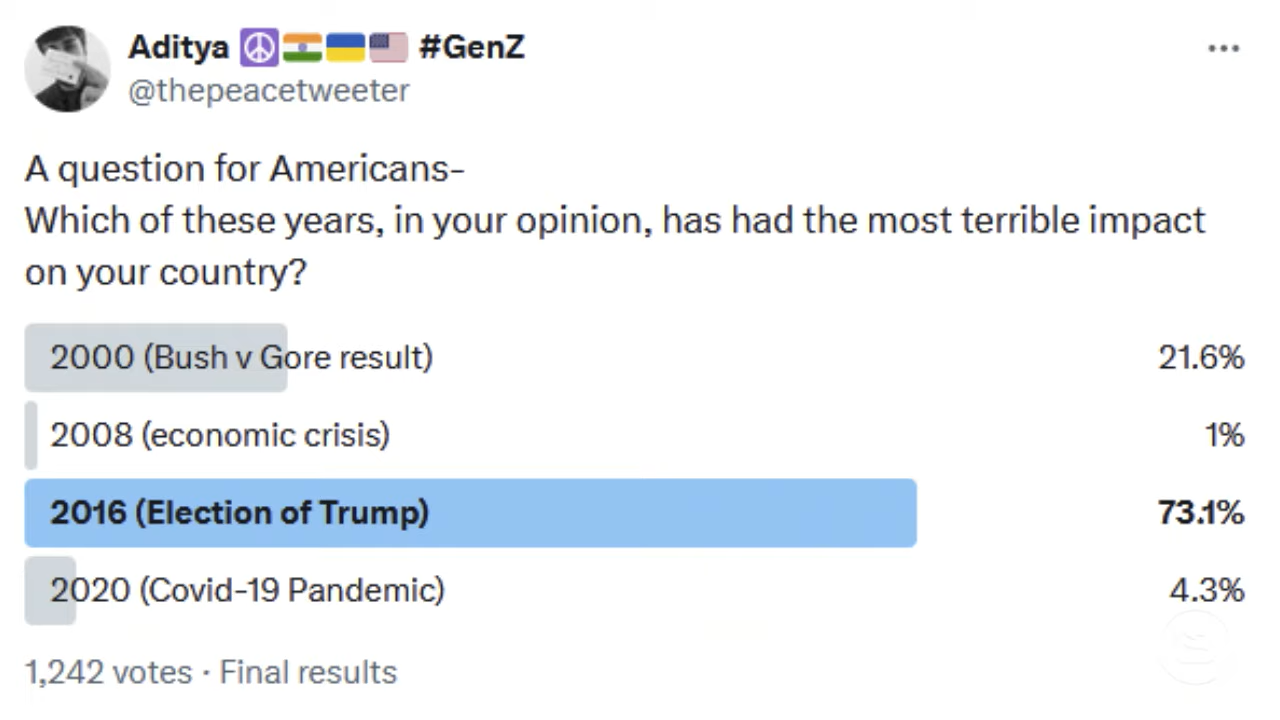 Aditya ☮️🇮🇳🇺🇦🇺🇸 #GenZ
@thepeacetweeter
A question for Americans-
Which of these years, in your opinion, has had the most terrible impact
on your country?
2000 (Bush v Gore result) 21.6%
2008 (economic crisis) 1%
2016 (Election of Trump) 73.1%
2020 (Covid-19 Pandemic) 4.3%
1,242 votes · Final results